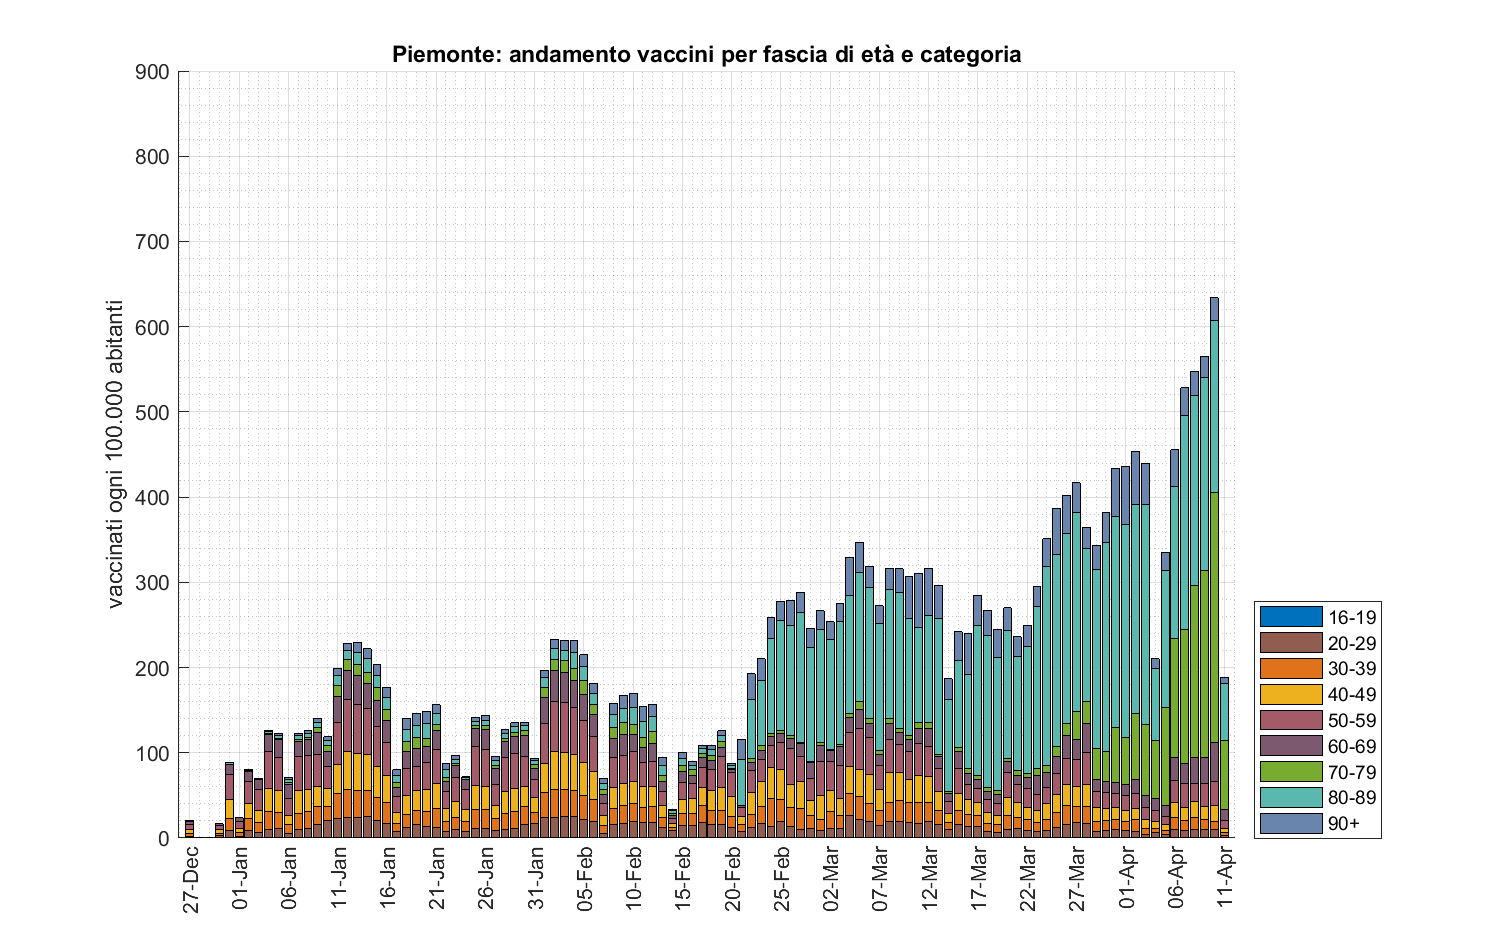 Piemonte: andamento vaccini per fascia di età e categoria
vaccinati ogni 100.000 abitanti
900
800
700
600
500
400
300
200
100
0
27-Dec
01-Jan
06-Jan
11-Jan
16-Jan
21-Jan
26-Jan
31-Jan
05-Feb
10-Feb
15-Feb
20-Feb
25-Feb
02-Mar
07-Mar
12-Mar
17-Mar
22-Mar
27-Mar
01-Apr
06-Apr
11-Apr
16-19
20-29
30-39
40-49
50-59
60-69
70-79
80-89
90+